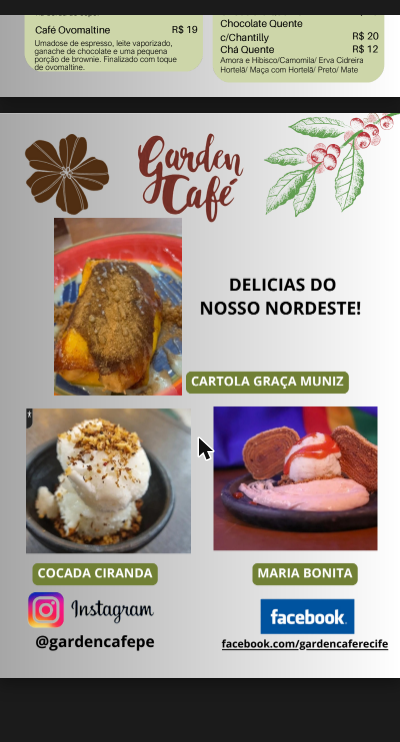 Café Ovomaltine R$ 19
Umadose de espresso, leite vaporizado,
ganache de chocolate e uma pequena
porção de brownie. Finalizado com toque
de ovomaltine.
Chocolate Quente
c/Chantilly R$ 20
Chá Quente R$ 12
Amora e Hibisco/Camomila/ Erva Cidreira
Hortelã/ Maça com Hortelã/ Preto/ Mate
Garden
Café
DELICIAS DO
NOSSO NORDESTE!
CARTOLA GRAÇA MUNIZ
COCADA CIRANDA
MARIA BONITA
Instagram
@gardencafepe
facebook
facebook.com/gardencaferecife